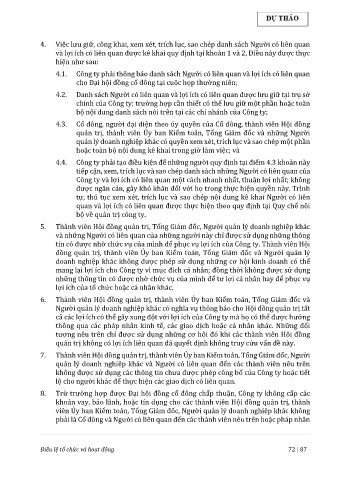 DỰ THẢO
4. Việc lưu giữ, công khai, xem xét, trích lục, sao chép danh sách Người có liên quan
và lợi ích có liên quan được kê khai quy định tại khoản 1 và 2, Điều này được thực
hiện như sau:
4.1. Công ty phải thông báo danh sách Người có liên quan và lợi ích có liên quan
cho Đại hội đồng cổ đông tại cuộc họp thường niên;
4.2. Danh sách Người có liên quan và lợi ích có liên quan được lưu giữ tại trụ sở
chính của Công ty; trường hợp cần thiết có thể lưu giữ một phần hoặc toàn
bộ nội dung danh sách nói trên tại các chi nhánh của Công ty;
4.3. Cổ đông, người đại diện theo ủy quyền của Cổ đông, thành viên Hội đồng
quản trị, thành viên Ủy ban Kiểm toán, Tổng Giám đốc và những Người
quản lý doanh nghiệp khác có quyền xem xét, trích lục và sao chép một phần
hoặc toàn bộ nội dung kê khai trong giờ làm việc; và
4.4. Công ty phải tạo điều kiện để những người quy định tại điểm 4.3 khoản này
tiếp cận, xem, trích lục và sao chép danh sách những Người có liên quan của
Công ty và lợi ích có liên quan một cách nhanh nhất, thuận lợi nhất; không
được ngăn cản, gây khó khăn đối với họ trong thực hiện quyền này. Trình
tự, thủ tục xem xét, trích lục và sao chép nội dung kê khai Người có liên
quan và lợi ích có liên quan được thực hiện theo quy định tại Quy chế nội
bộ về quản trị công ty.
5. Thành viên Hội đồng quản trị, Tổng Giám đốc, Người quản lý doanh nghiệp khác
và những Người có liên quan của những người này chỉ được sử dụng những thông
tin có được nhờ chức vụ của mình để phục vụ lợi ích của Công ty. Thành viên Hội
đồng quản trị, thành viên Ủy ban Kiểm toán, Tổng Giám đốc và Người quản lý
doanh nghiệp khác không được phép sử dụng những cơ hội kinh doanh có thể
mang lại lợi ích cho Công ty vì mục đích cá nhân; đồng thời không được sử dụng
những thông tin có được nhờ chức vụ của mình để tư lợi cá nhân hay để phục vụ
lợi ích của tổ chức hoặc cá nhân khác.
6. Thành viên Hội đồng quản trị, thành viên Ủy ban Kiểm toán, Tổng Giám đốc và
Người quản lý doanh nghiệp khác có nghĩa vụ thông báo cho Hội đồng quản trị tất
cả các lợi ích có thể gây xung đột với lợi ích của Công ty mà họ có thể được hưởng
thông qua các pháp nhân kinh tế, các giao dịch hoặc cá nhân khác. Những đối
tượng nêu trên chỉ được sử dụng những cơ hội đó khi các thành viên Hội đồng
quản trị không có lợi ích liên quan đã quyết định không truy cứu vấn đề này.
7. Thành viên Hội đồng quản trị, thành viên Ủy ban Kiểm toán, Tổng Giám đốc, Người
quản lý doanh nghiệp khác và Người có liên quan đến các thành viên nêu trên
không được sử dụng các thông tin chưa được phép công bố của Công ty hoặc tiết
lộ cho người khác để thực hiện các giao dịch có liên quan.
8. Trừ trường hợp được Đại hội đồng cổ đông chấp thuận, Công ty không cấp các
khoản vay, bảo lãnh, hoặc tín dụng cho các thành viên Hội đồng quản trị, thành
viên Ủy ban Kiểm toán, Tổng Giám đốc, Người quản lý doanh nghiệp khác không
phải là Cổ đông và Người có liên quan đến các thành viên nêu trên hoặc pháp nhân
Điều lệ tổ chức và hoạt động 72 | 87